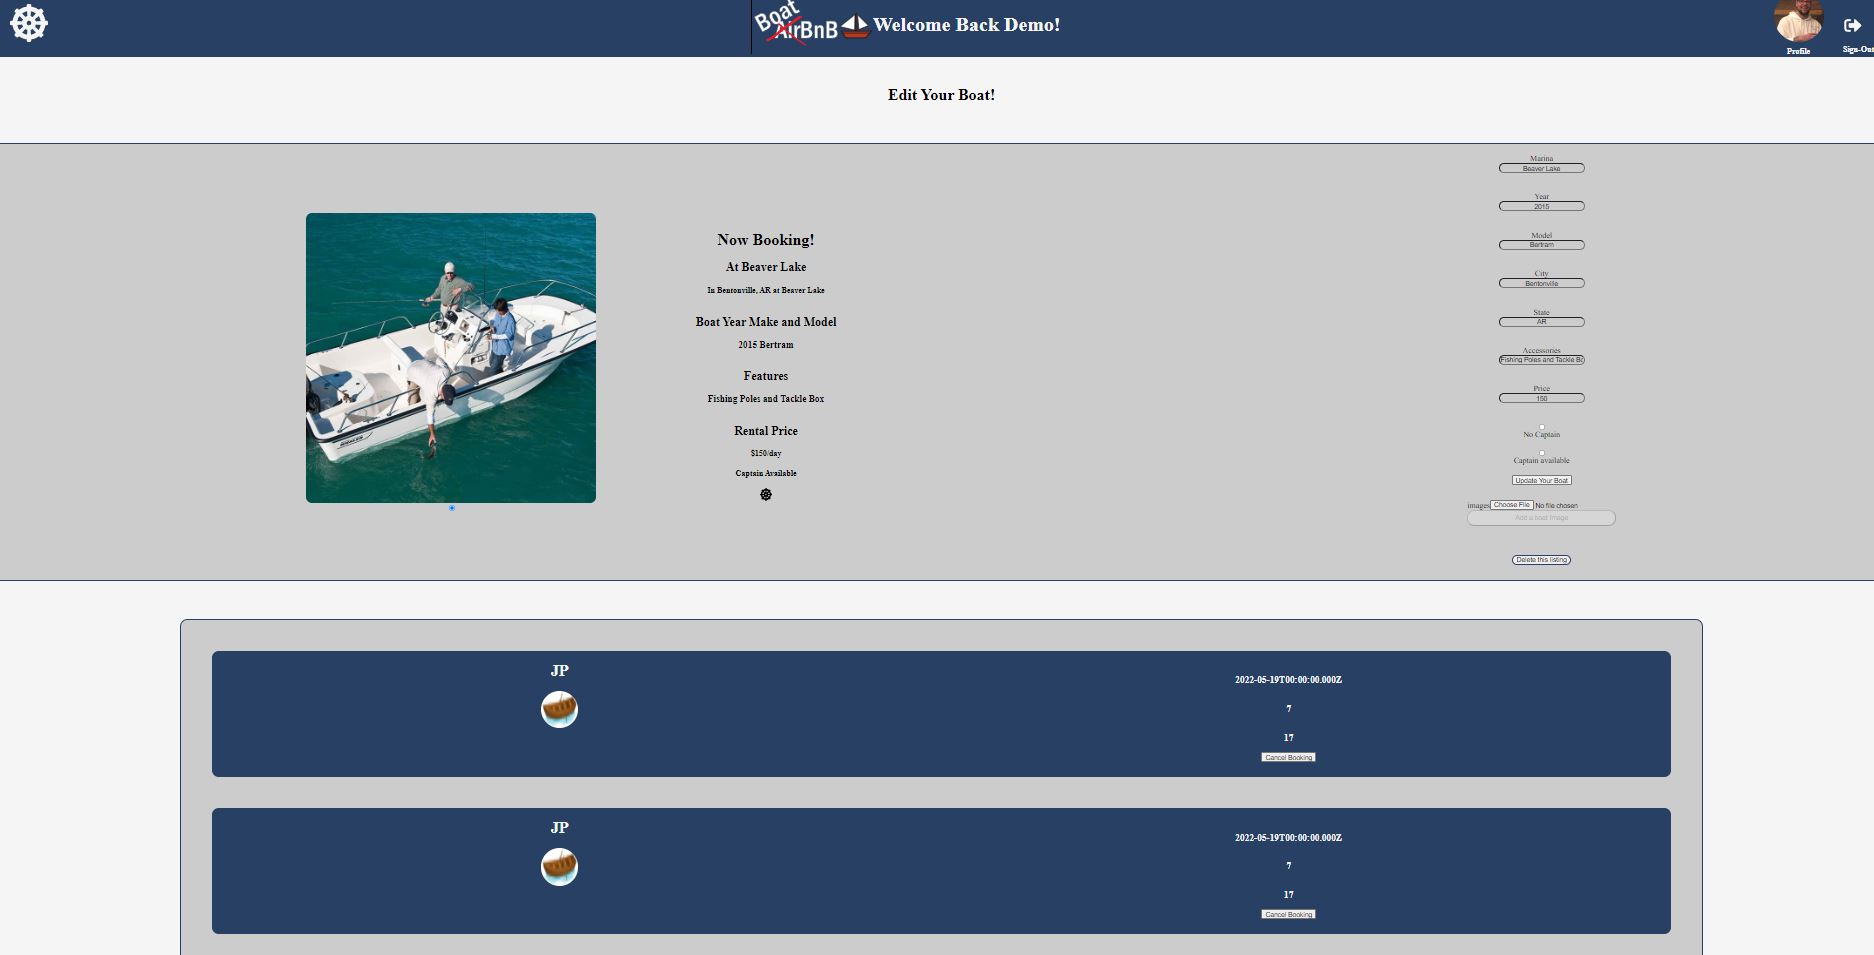 Boat
AirBnB
Welcome Back Demo!
Profile
Sign-Out
Edit Your Boat!
Now Booking!
At Beaver Lake
In Bentonville, AR at Beaver Lake
Boat Year Make and Model
2015 Bertram
Features
Fishing Poles and Tackle Box
Rental Price
$150/day
Captain Available
Marina
Beaver Lake
Year
2015
Model
Bertram
City
Bentonville
State
AR
Accessories
Fishing Poles and Tackle Bo
Price
150
No Captain
Captain available
Update Your Boat
images Choose File No file chosen
Add a boat Image
Delete this listing
JP
2022-05-19T00:00:00.000Z
7
17
Cancel Booking
JP
2022-05-19T00:00:00.000Z
7
17
Cancel Booking